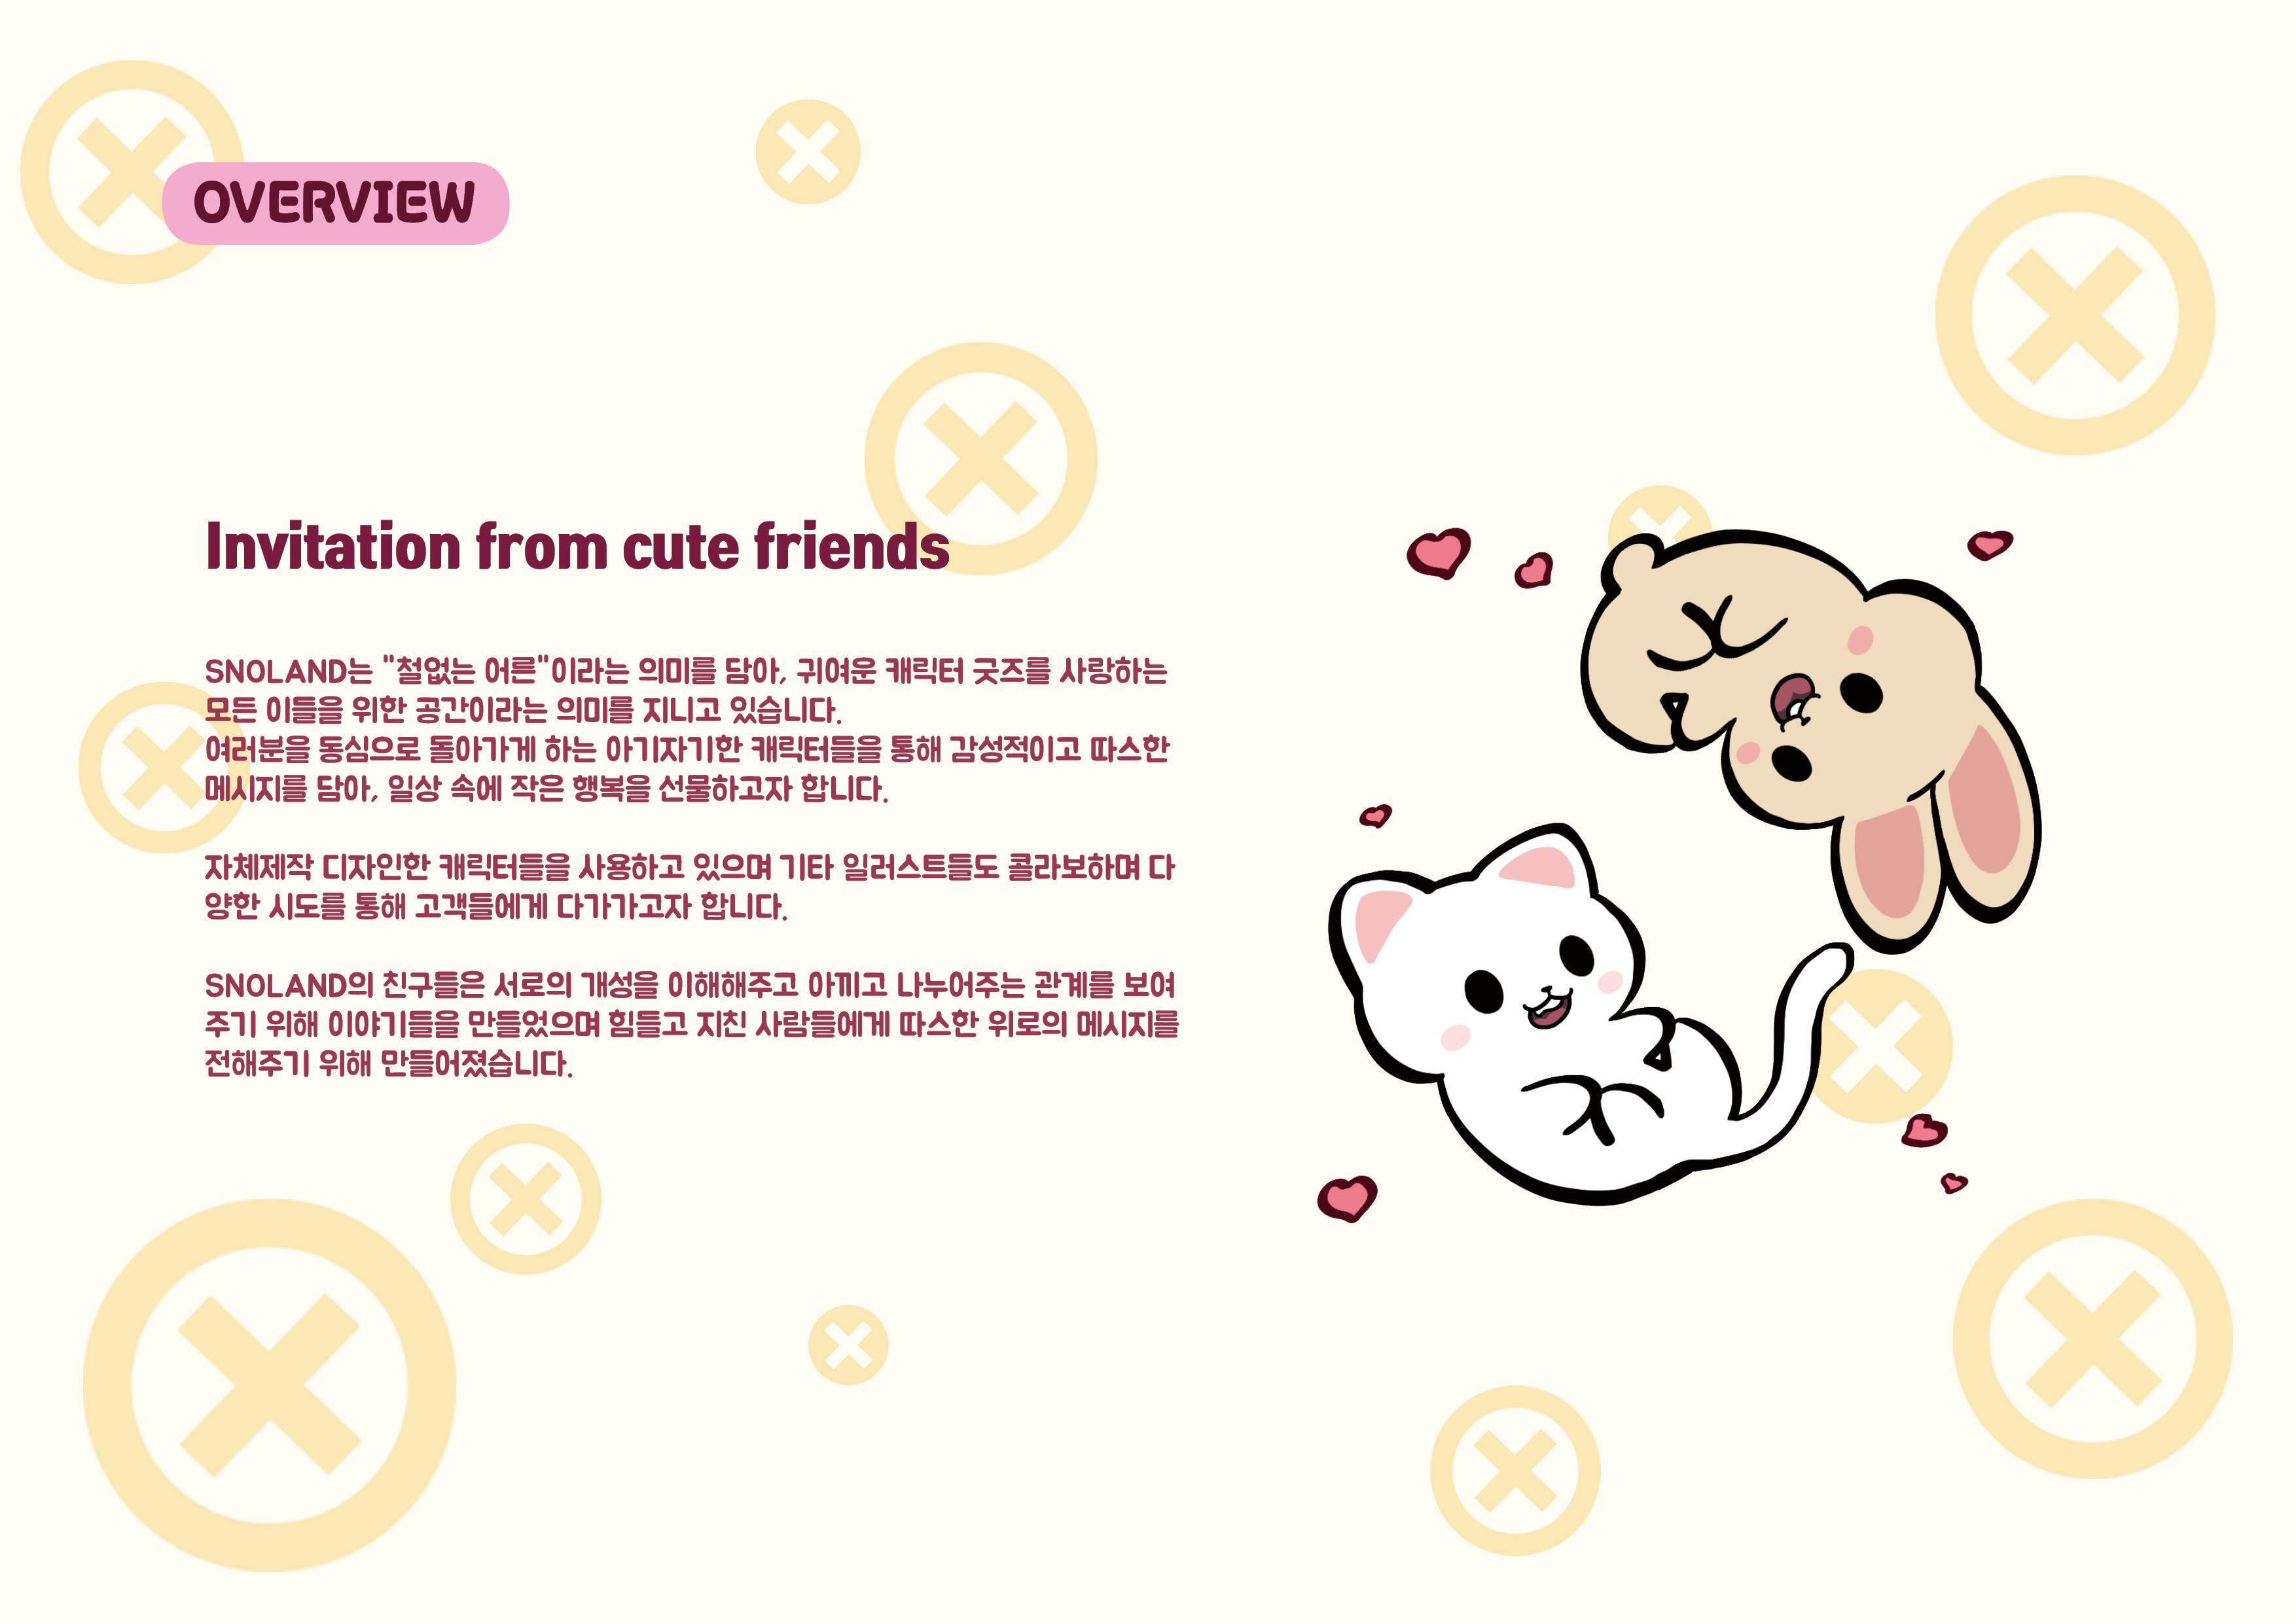 OVERVIEW
Invitation from cute friends
SNOLAND는 "철없는 어른"이라는 의미를 담아, 귀여운 캐릭터 굿즈를 사랑하는
모든 이들을 위한 공간이라는 의미를 지니고 있습니다.
여러분을 동심으로 돌아가게 하는 아기자기한 캐릭터들을 통해 감성적이고 따스한
메시지를 담아, 일상 속에 작은 행복을 선물하고자 합니다.
자체제작 디자인한 캐릭터들을 사용하고 있으며 기타 일러스트들도 콜라보하며 다
양한 시도를 통해 고객들에게 다가가고자 합니다.
SNOLAND의 친구들은 서로의 개성을 이해해주고 아끼고 나누어주는 관계를 보여
주기 위해 이야기들을 만들었으며 힘들고 지친 사람들에게 따스한 위로의 메시지를
전해주기 위해 만들어졌습니다.